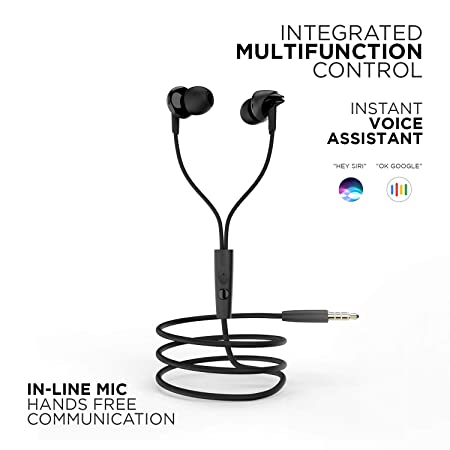 INTEGRATED
MULTIFUNCTION
CONTROL
INSTANT
VOICE
ASSISTANT
"HEY SIRI" "OK GOOGLE"
IN-LINE MIC
HANDS FREE
COMMUNICATION